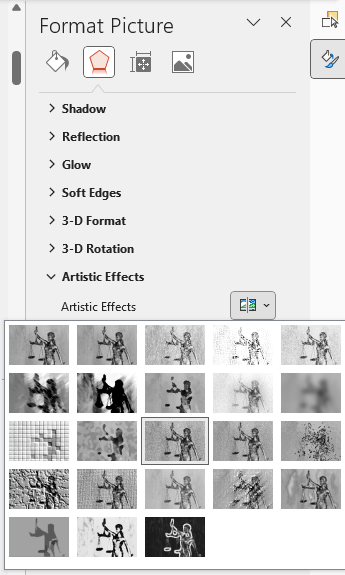 Format Picture
Shadow
Reflection
Glow
Soft Edges
3-D Format
3-D Rotation
Artistic Effects
Artistic Effects